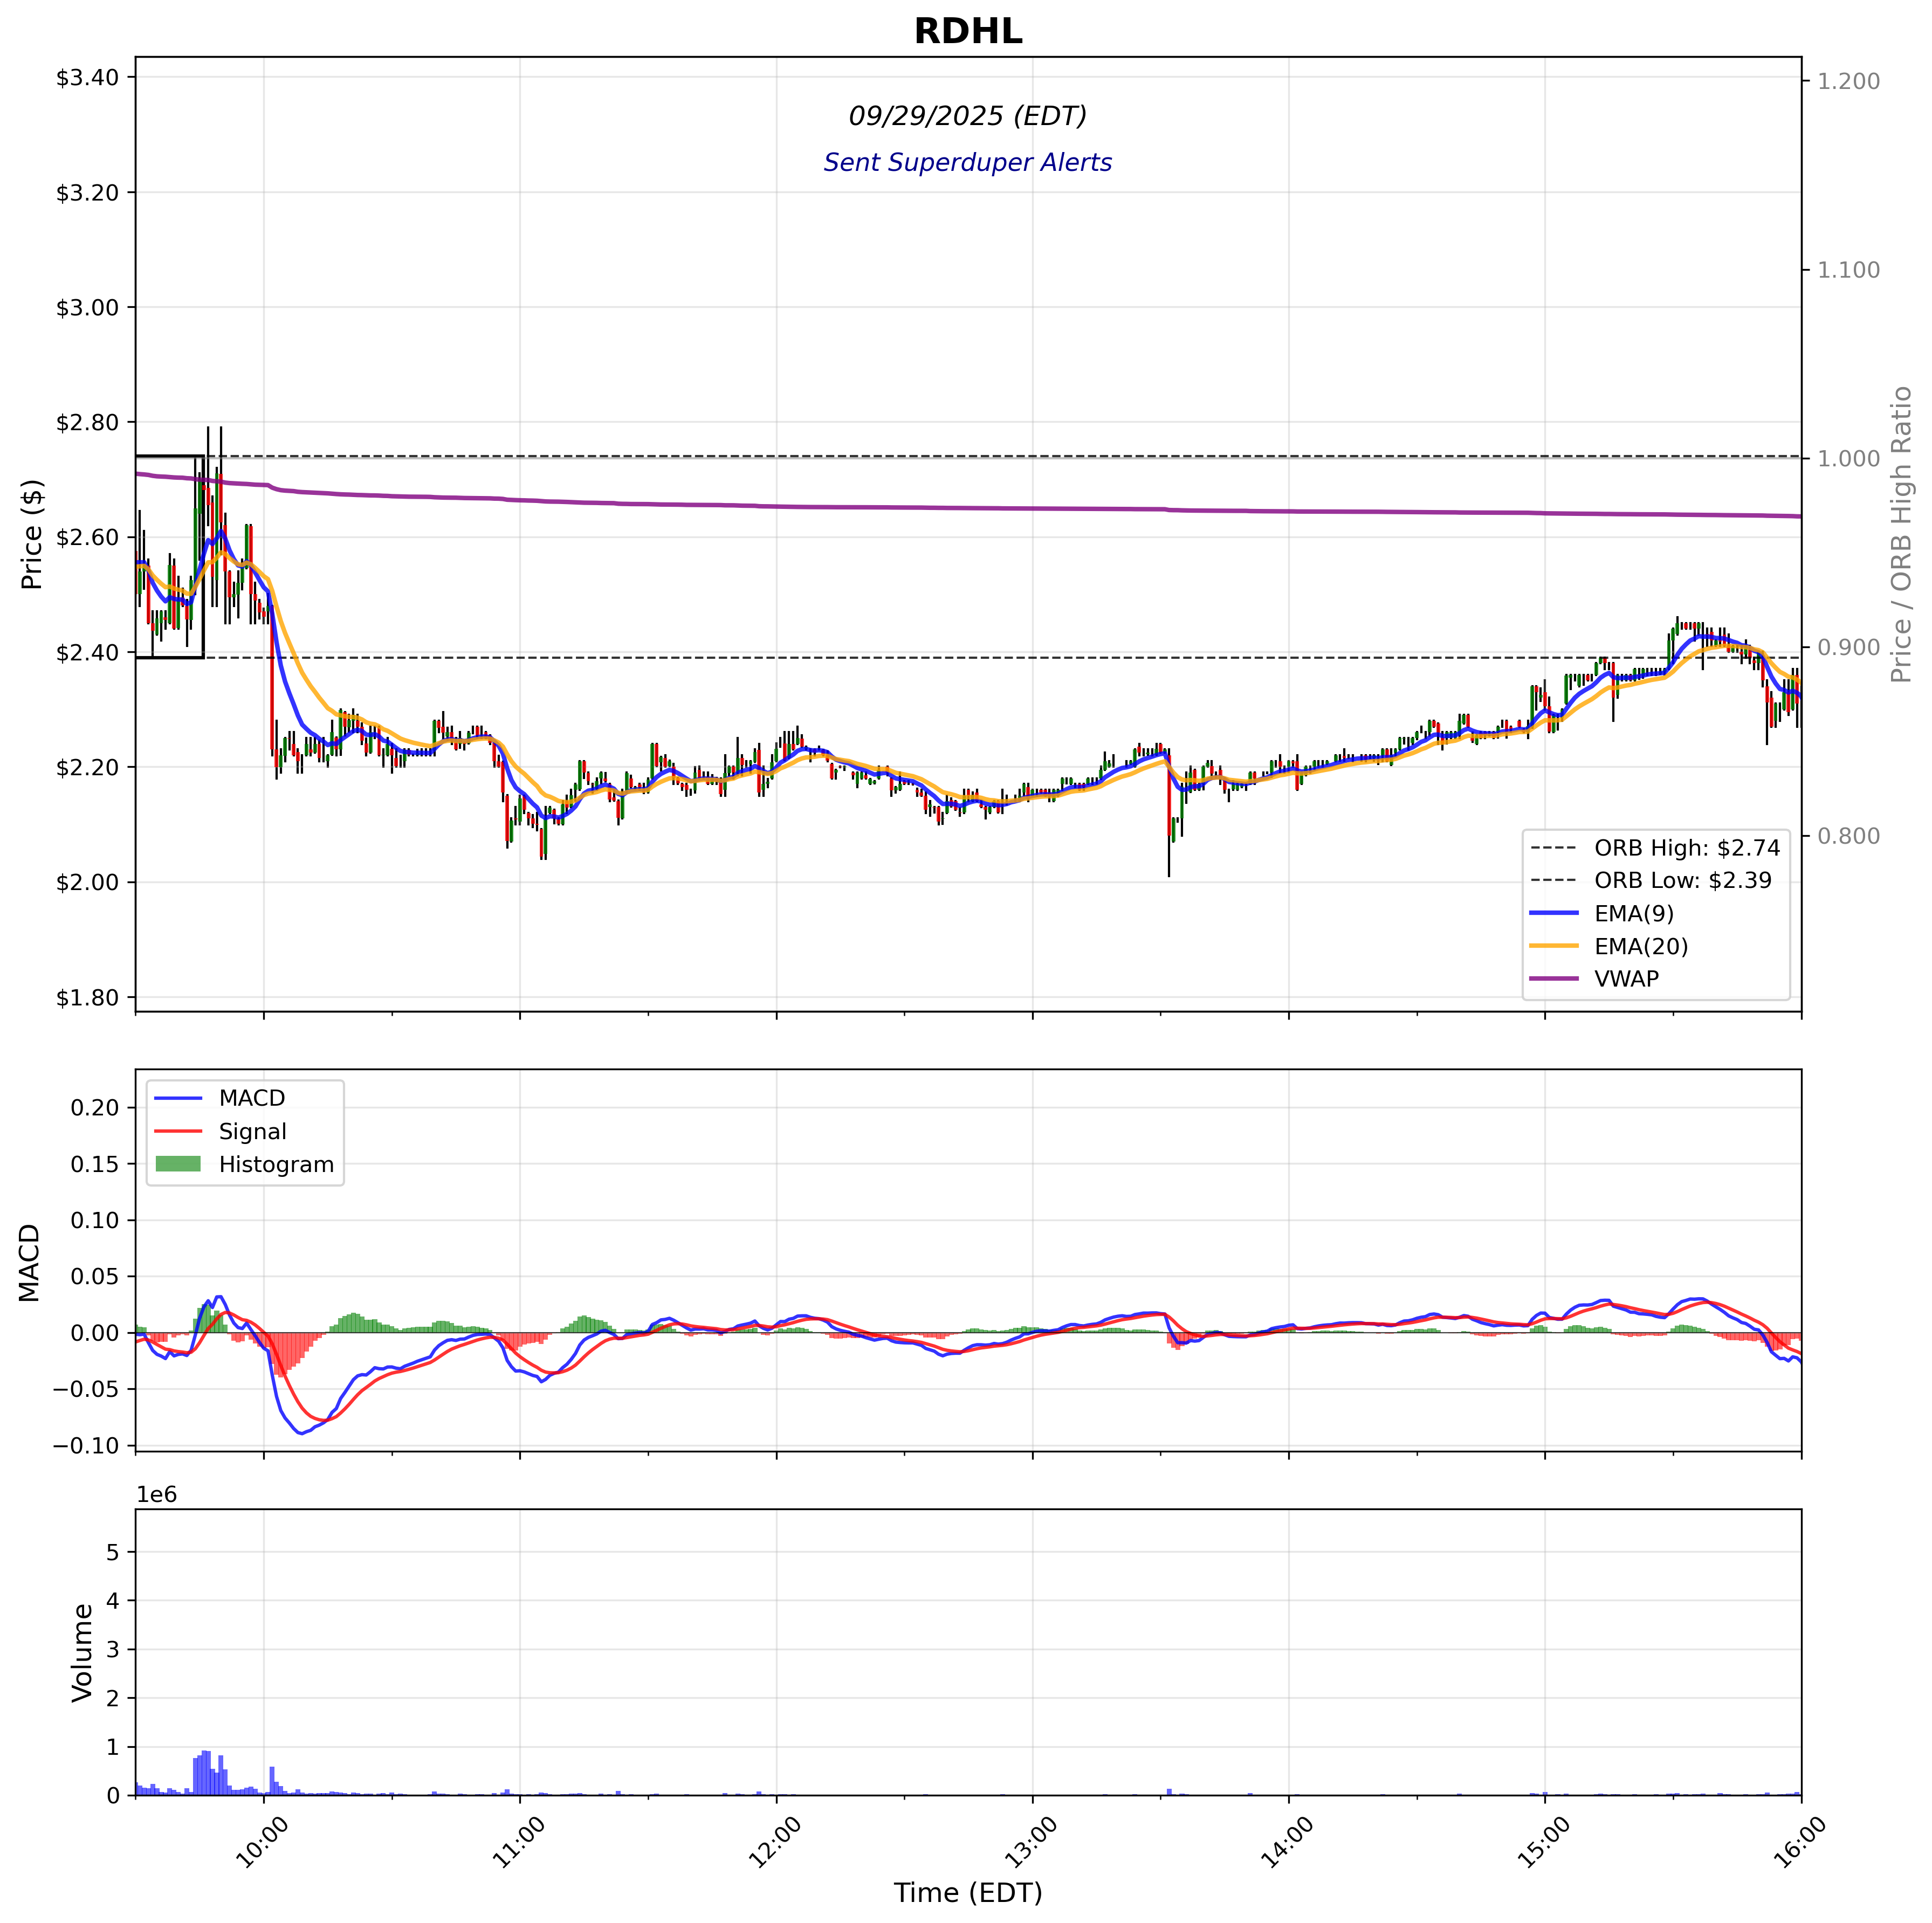 RDHL
09/29/2025 (EDT)
Sent Superduper Alerts
Price ($)
$3.40
$3.20
$3.00
$2.80
$2.60
$2.40
$2.20
$2.00
$1.80
1.200
1.100
1.000
0.900
0.800
Price / ORB High Ratio
ORB High: $2.74
ORB Low: $2.39
EMA(9)
EMA(20)
VWAP
MACD
0.20
0.15
0.10
0.05
0.00
−0.05
−0.10
MACD
Signal
Histogram
1e6
Volume
5
4
3
2
1
0
10:00
11:00
12:00
13:00
14:00
15:00
16:00
Time (EDT)